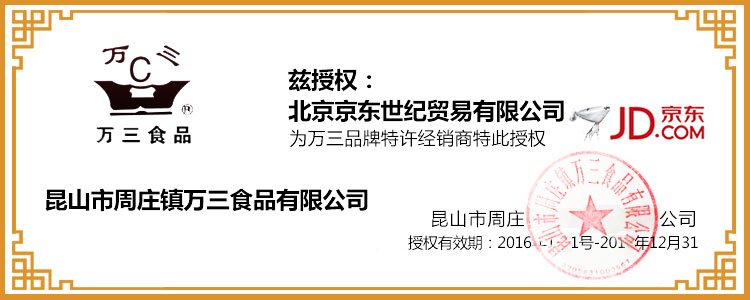 万C三
®
万三食品
兹授权：
北京京东世纪贸易有限公司
为万三品牌特许经销商特此授权
JD 京东
.COM
昆山市周庄镇万三食品有限公司
昆山市周庄镇万三食品有限公司
昆山市周庄 公司
授权有效期：2016 1号-201 年12月31